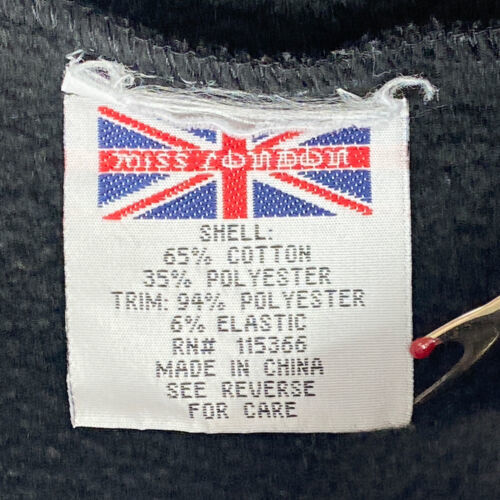 MISS LONDON
SHELL:
65% COTTON
35% POLYESTER
TRIM: 94% POLYESTER
6% ELASTIC
RN# 115366
MADE IN CHINA
SEE REVERSE
FOR CARE